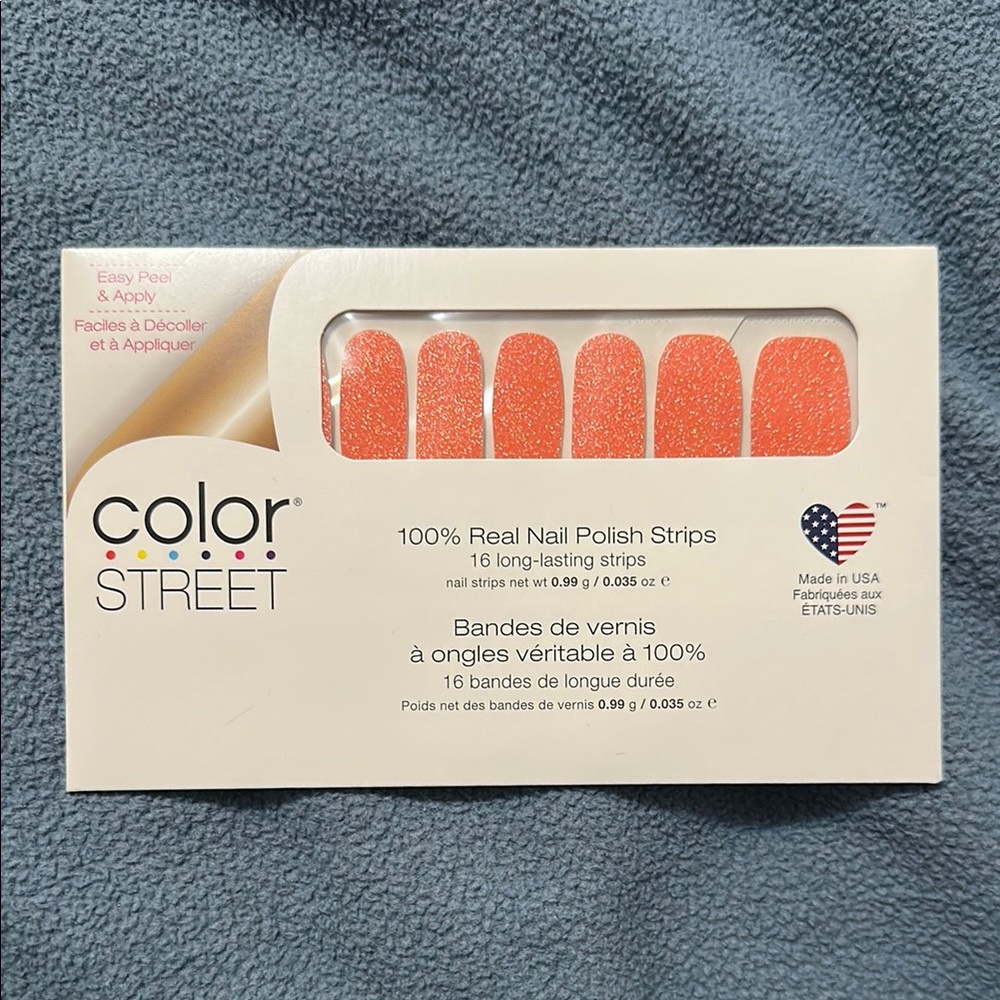 Easy Peel
& Apply
Faciles à Décoller
et à Appliquer
color®
STREET
100% Real Nail Polish Strips
16 long-lasting strips
nail strips net wt 0.99 g / 0.035 oz ℮
Bandes de vernis
à ongles véritable à 100%
16 bandes de longue durée
Poids net des bandes de vernis 0.99 g / 0.035 oz ℮
™
Made in USA
Fabriquées aux
ÉTATS-UNIS